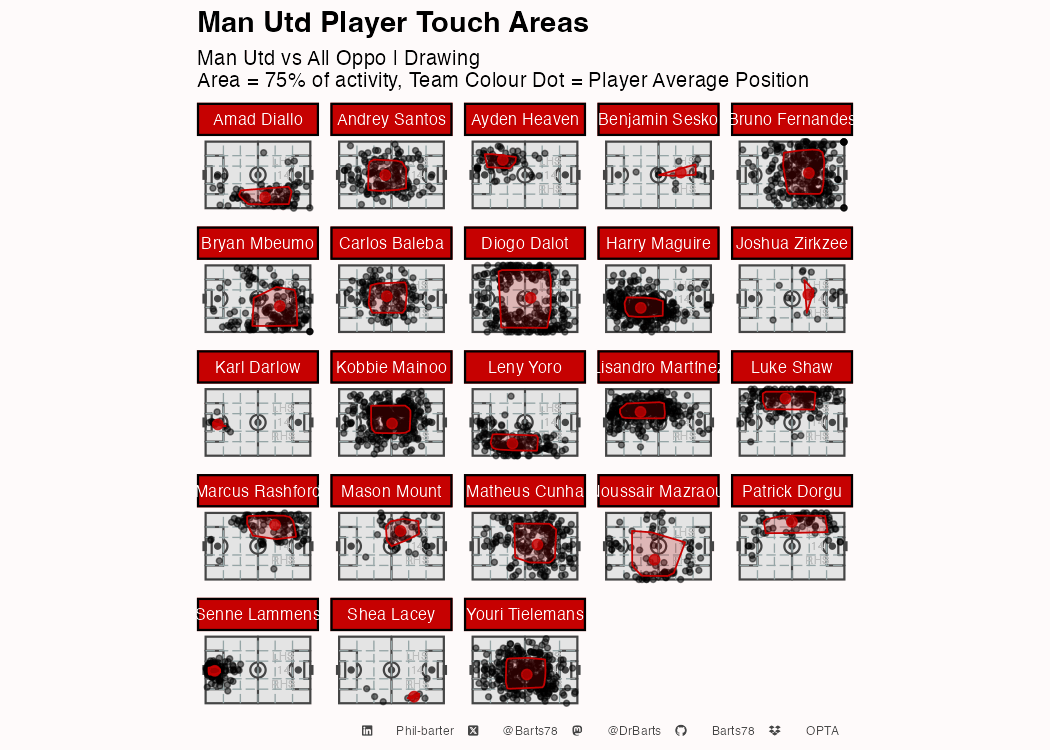 Man Utd Player Touch Areas
Man Utd vs All Oppo | Drawing
Area = 75% of activity, Team Colour Dot = Player Average Position
Amad Diallo
Andrey Santos
Ayden Heaven
Benjamin Sesko
Bruno Fernandes
Bryan Mbeumo
Carlos Baleba
Diogo Dalot
Harry Maguire
Joshua Zirkzee
Karl Darlow
Kobbie Mainoo
Leny Yoro
Lisandro Martínez
Luke Shaw
Marcus Rashford
Mason Mount
Matheus Cunha
Noussair Mazraoui
Patrick Dorgu
Senne Lammens
Shea Lacey
Youri Tielemans
Phil-barter @Barts78 @DrBarts Barts78 OPTA